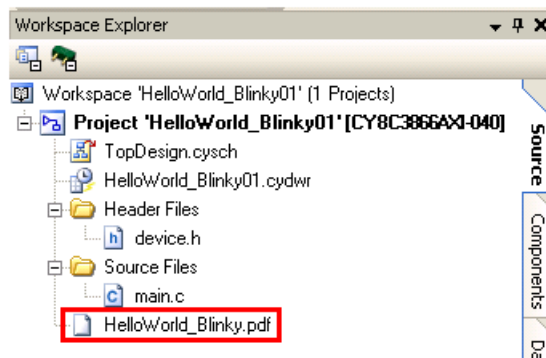 Workspace Explorer
Workspace 'HelloWorld_Blinky01' (1 Projects)
Project 'HelloWorld_Blinky01' [CY8C3866AXI-040]
TopDesign.cysch
HelloWorld_Blinky01.cydwr
Header Files
h device.h
Source Files
c main.c
HelloWorld_Blinky.pdf
Source
Components